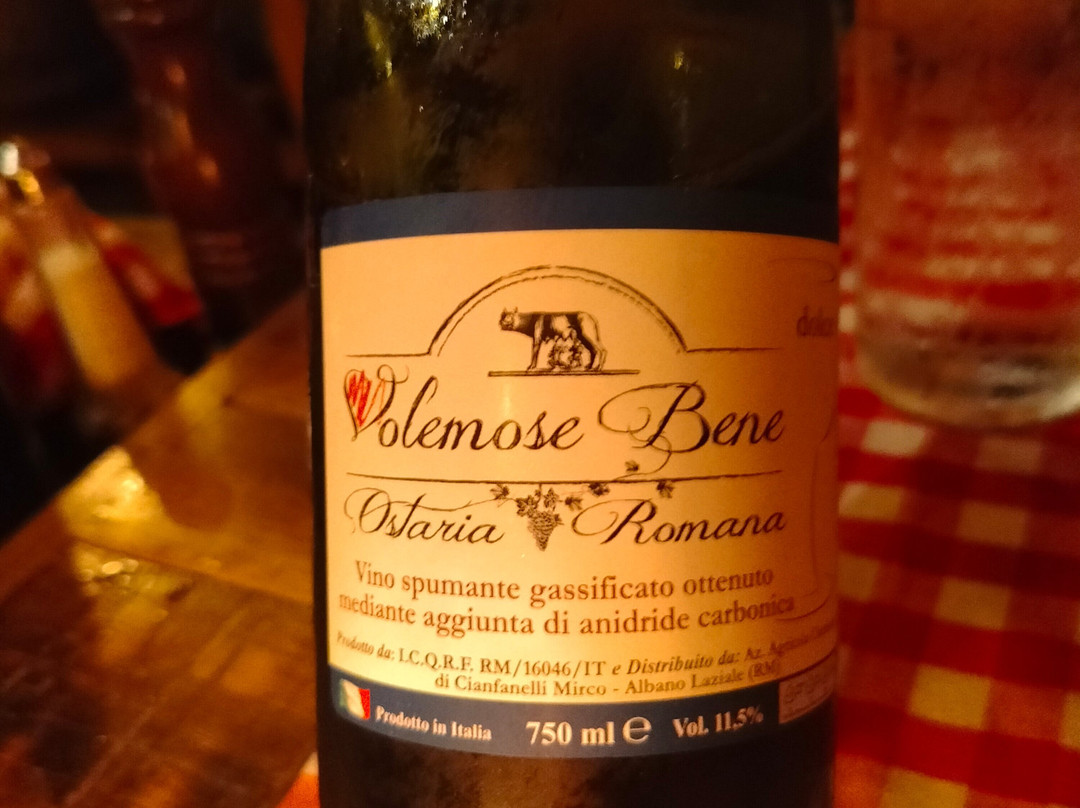 dolce
Volemose Bene
Ostaria Romana
Vino spumante gassificato ottenuto
mediante aggiunta di anidride carbonica
Prodotto da: I.C.Q.R.F. RM/16046/IT e Distribuito da: Az.
di Cianfanelli Mirco - Albano Laziale (RM)
Prodotto in Italia 750 ml e Vol. 11,5%